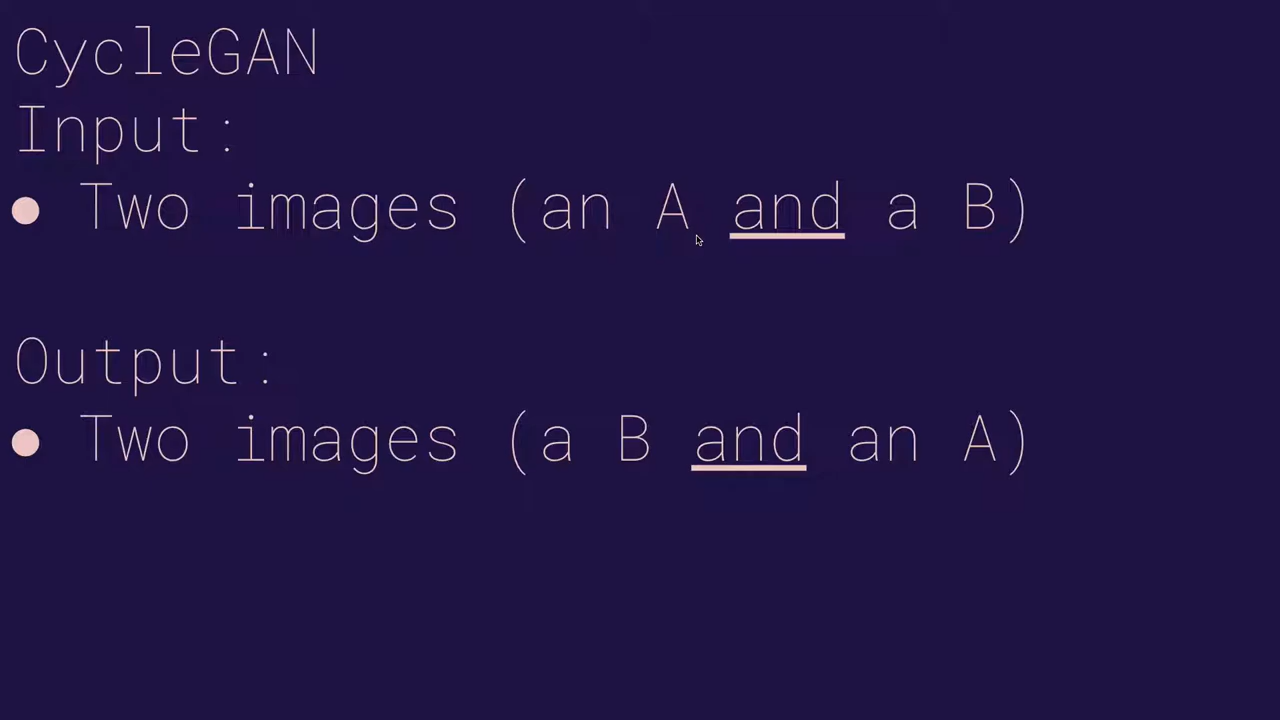 CycleGAN
Input:
● Two images (an A and a B)
Output:
● Two images (a B and an A)